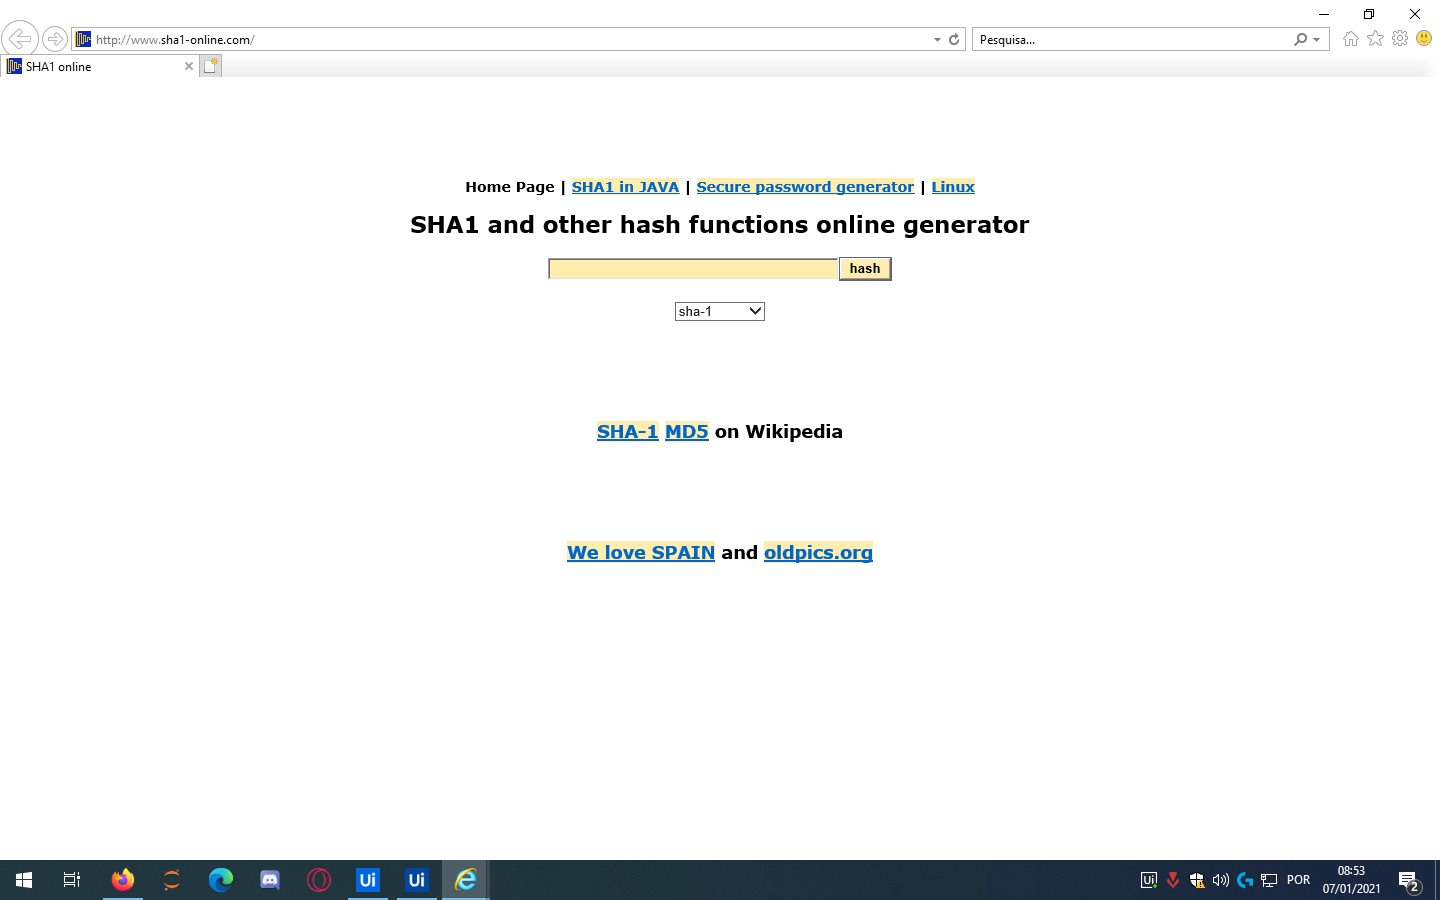 http://www.sha1-online.com/
Pesquisa...
SHA1 online
Home Page | SHA1 in JAVA | Secure password generator | Linux
SHA1 and other hash functions online generator
hash
sha-1
SHA-1 MD5 on Wikipedia
We love SPAIN and oldpics.org
Ui Ui Ui POR 08:53
07/01/2021
2